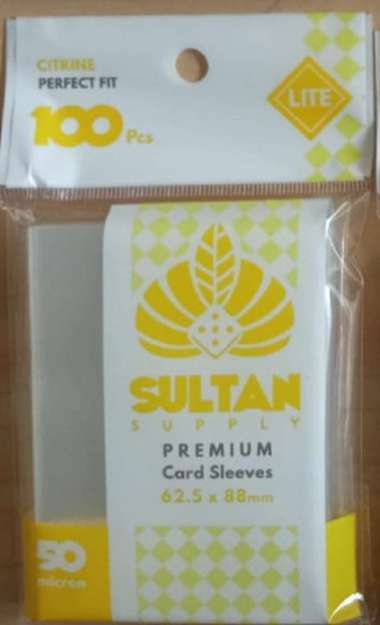 CITRINE
PERFECT FIT
100 Pcs
LITE
SULTAN
SUPPLY
PREMIUM
Card Sleeves
62.5 x 88mm
50
micron